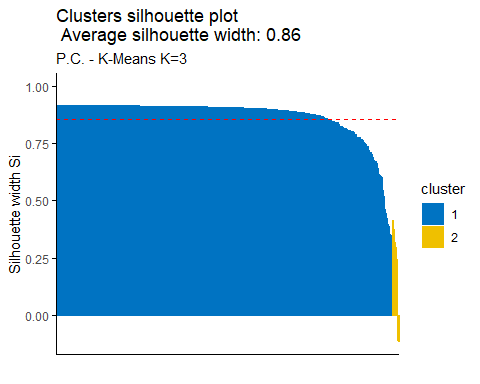 Clusters silhouette plot
Average silhouette width: 0.86
P.C. - K-Means K=3
Silhouette width Si
1.00
0.75
0.50
0.25
0.00
cluster
1
2